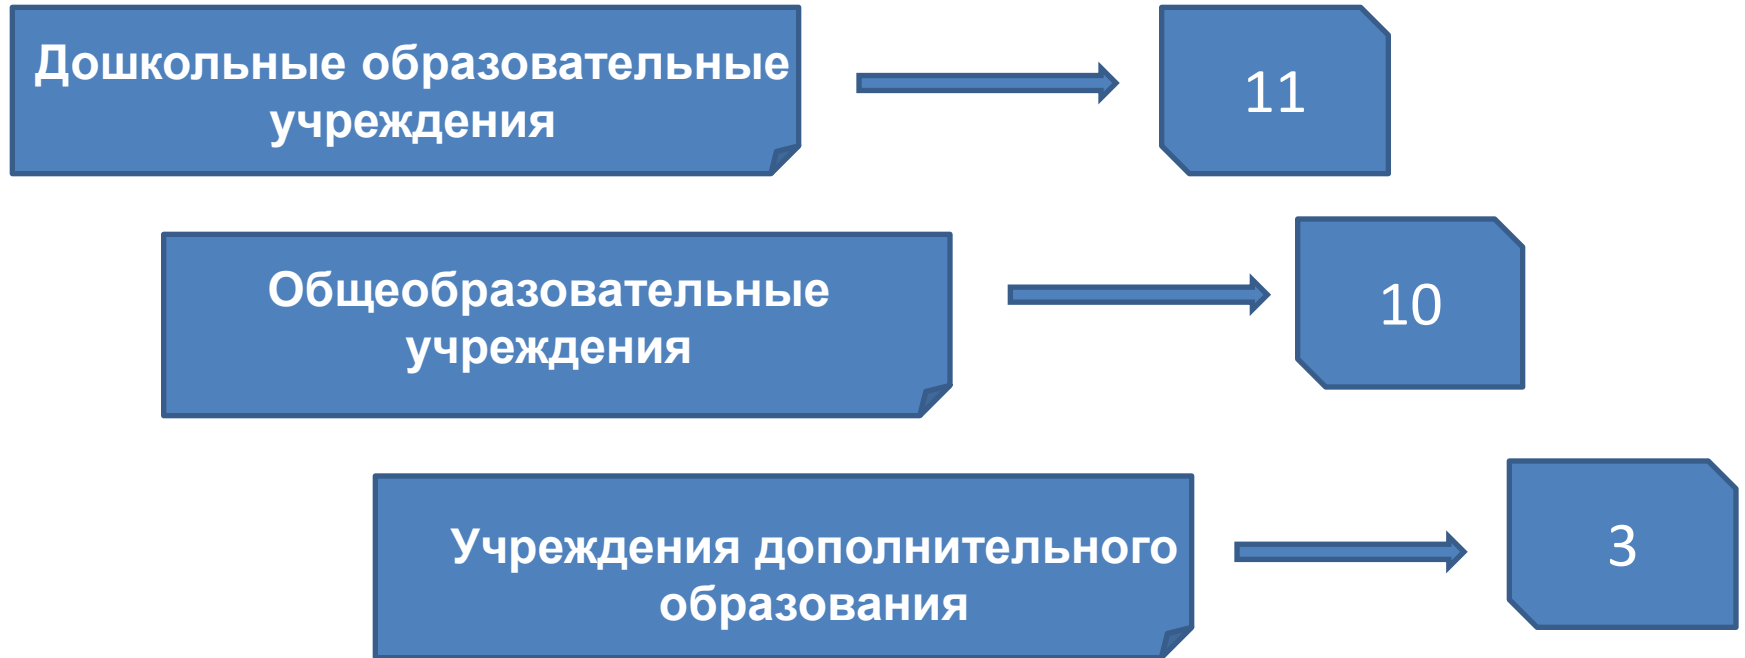 Дошкольные образовательные
учреждения
11
Общеобразовательные
учреждения
10
Учреждения дополнительного
образования
3